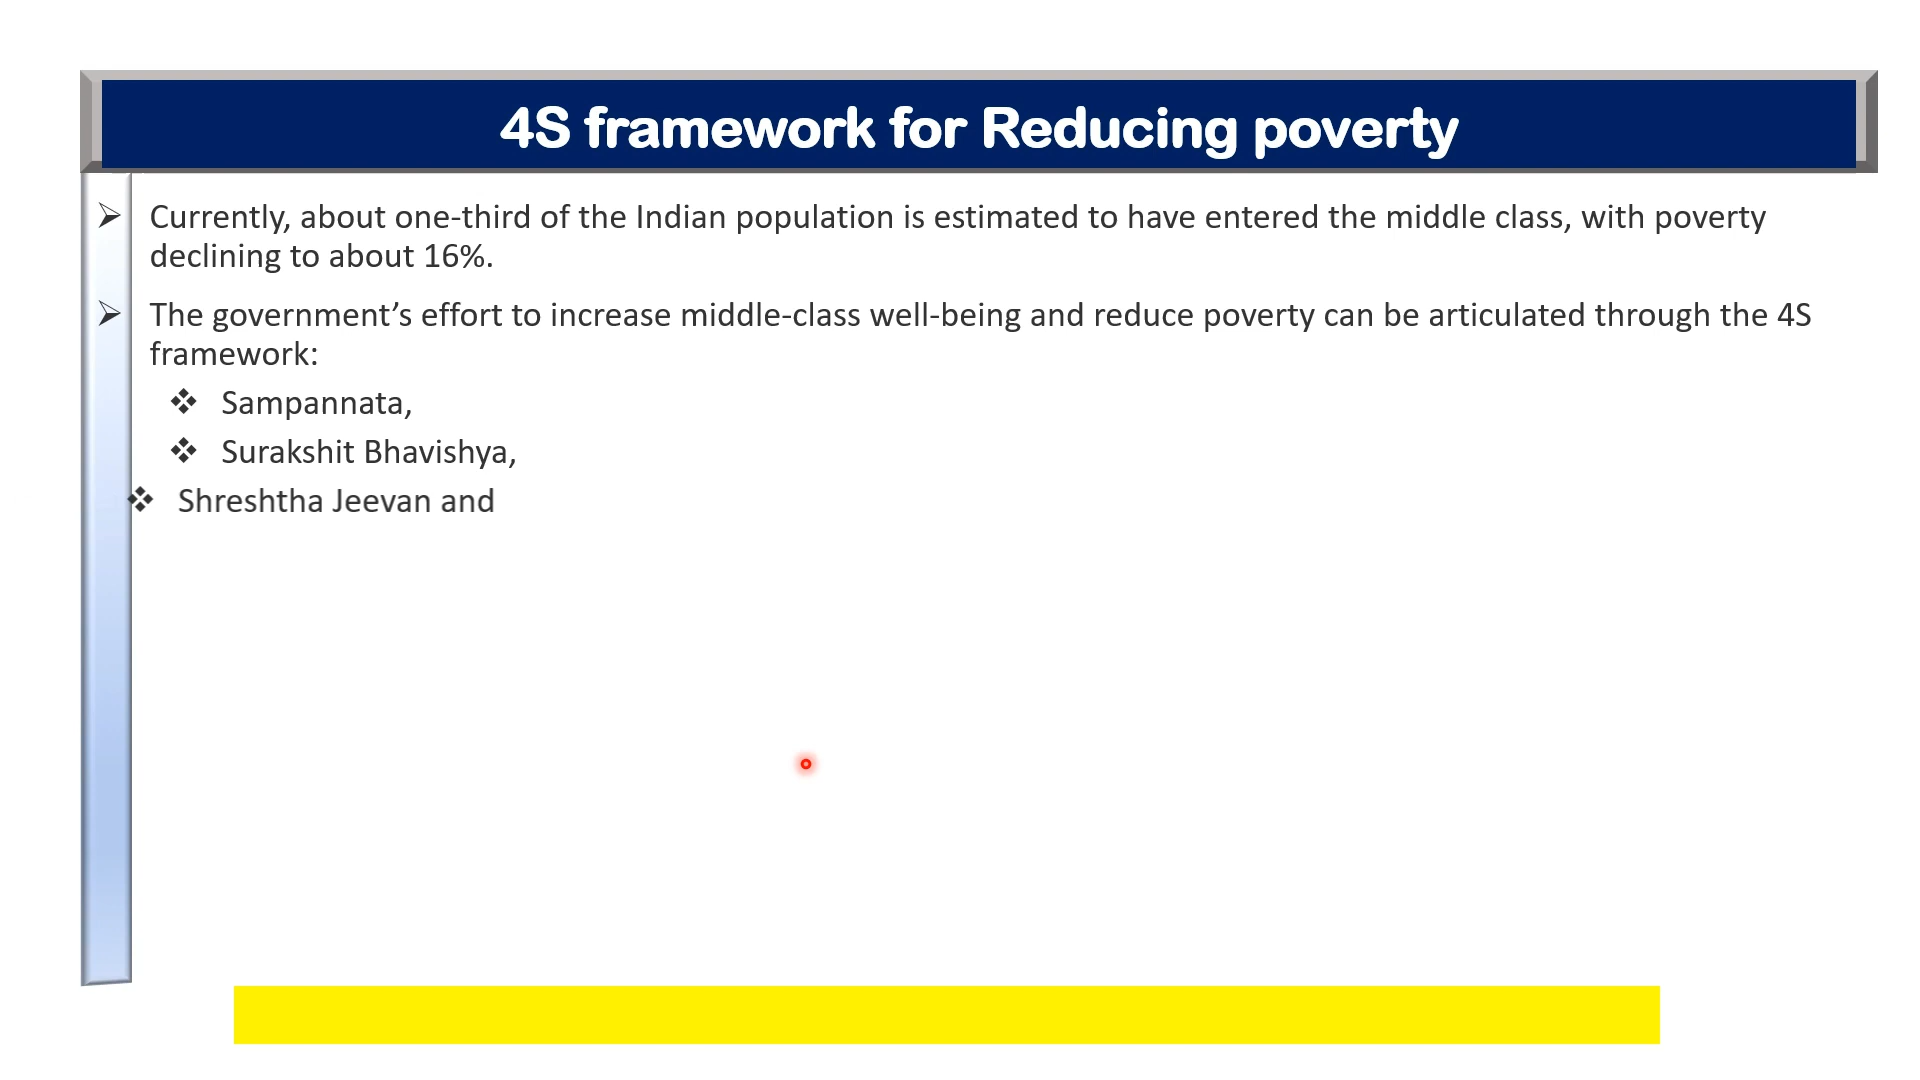 4S framework for Reducing poverty
Currently, about one-third of the Indian population is estimated to have entered the middle class, with poverty
declining to about 16%.
The government’s effort to increase middle-class well-being and reduce poverty can be articulated through the 4S
framework:
Sampannata,
Surakshit Bhavishya,
Shreshtha Jeevan and